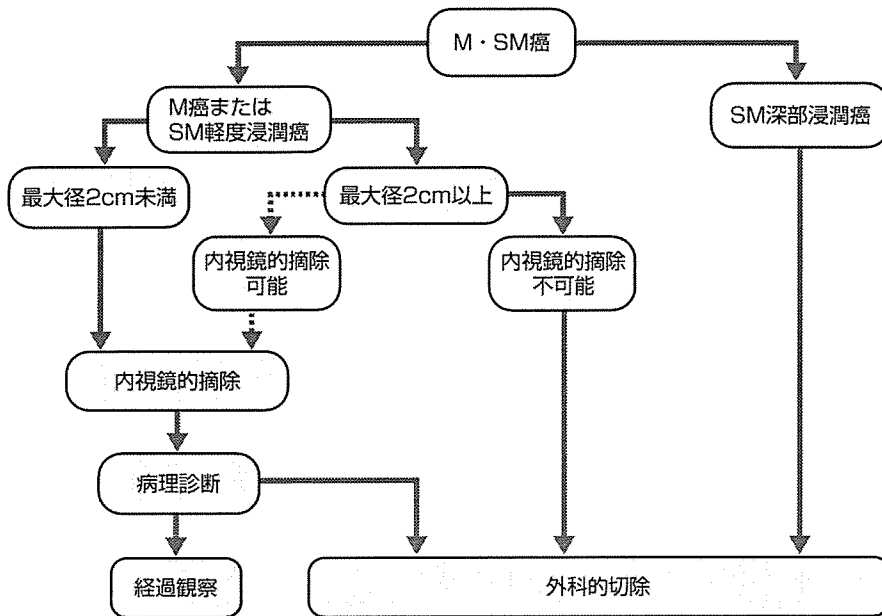 M・SM癌
M癌または
SM軽度浸潤癌
SM深部浸潤癌
最大径2cm未満
最大径2cm以上
内視鏡的摘除
可能
内視鏡的摘除
不可能
内視鏡的摘除
病理診断
経過観察
外科的切除